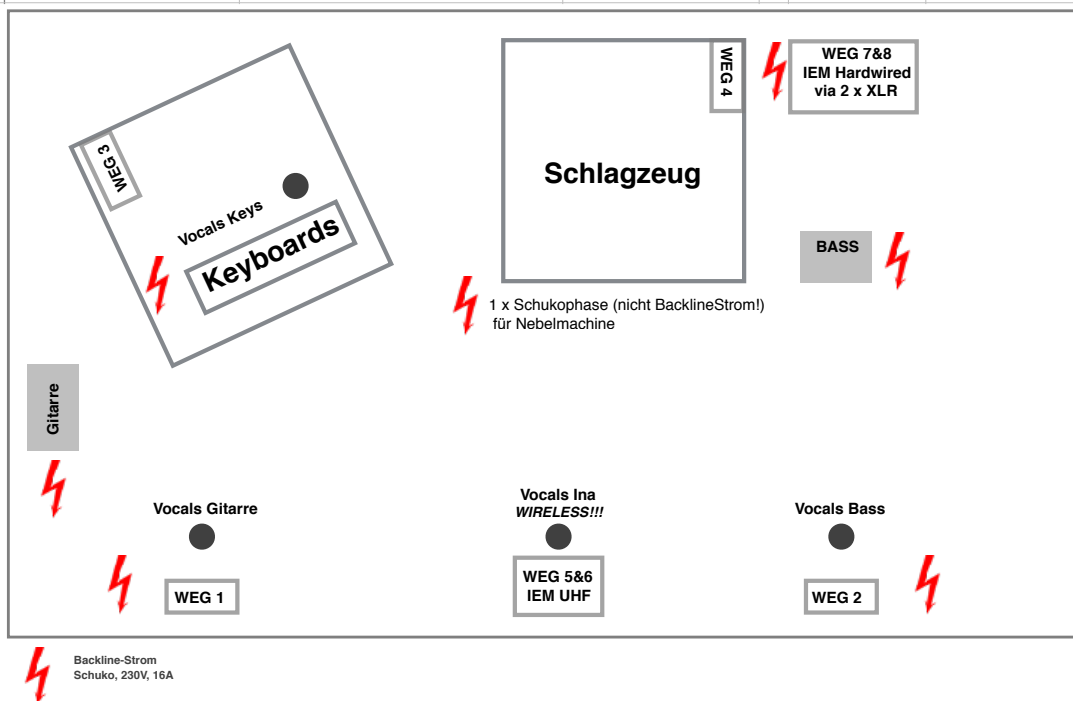 WEG 3
Vocals Keys
Keyboards
WEG 4
Schlagzeug
WEG 7&8
IEM Hardwired
via 2 x XLR
BASS
1 x Schukophase (nicht BacklineStrom!)
für Nebelmachine
Gitarre
Vocals Gitarre
WEG 1
Vocals Ina
WIRELESS!!!
WEG 5&6
IEM UHF
Vocals Bass
WEG 2
Backline-Strom
Schuko, 230V, 16A